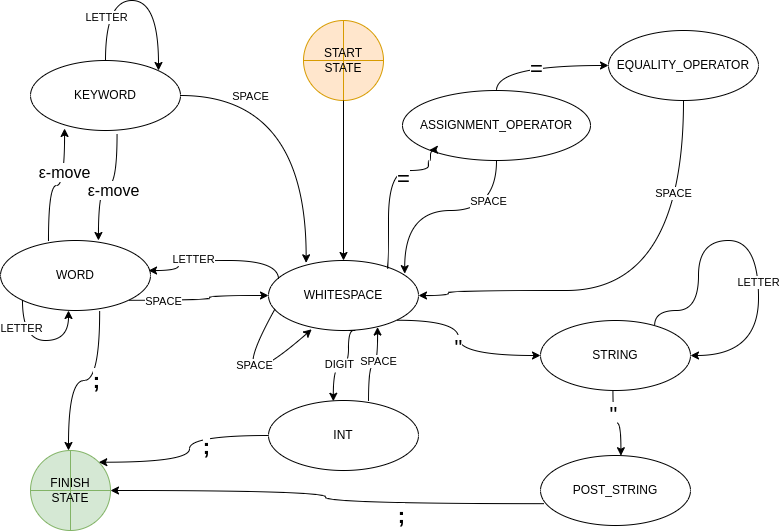 LETTER
START
STATE
=
EQUALITY_OPERATOR
KEYWORD
SPACE
ASSIGNMENT_OPERATOR
ε-move
=
ε-move
SPACE
SPACE
LETTER
WORD
LETTER
SPACE
WHITESPACE
LETTER
"
STRING
SPACE
DIGIT
SPACE
;
"
INT
;
FINISH
STATE
POST_STRING
;